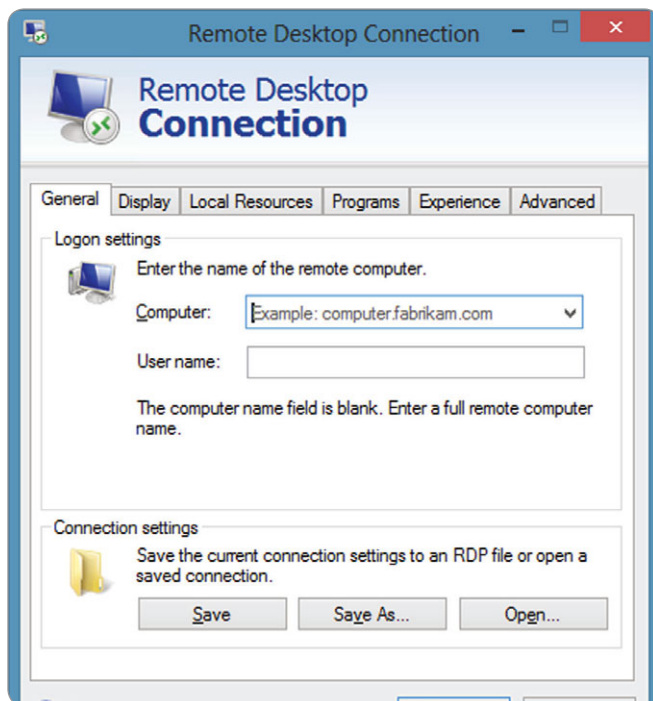 Remote Desktop Connection
Remote Desktop
Connection
General Display Local Resources Programs Experience Advanced
Logon settings
Enter the name of the remote computer.
Computer: Example: computer.fabrikam.com
User name:
The computer name field is blank. Enter a full remote computer
name.
Connection settings
Save the current connection settings to an RDP file or open a
saved connection.
Save Save As... Open...